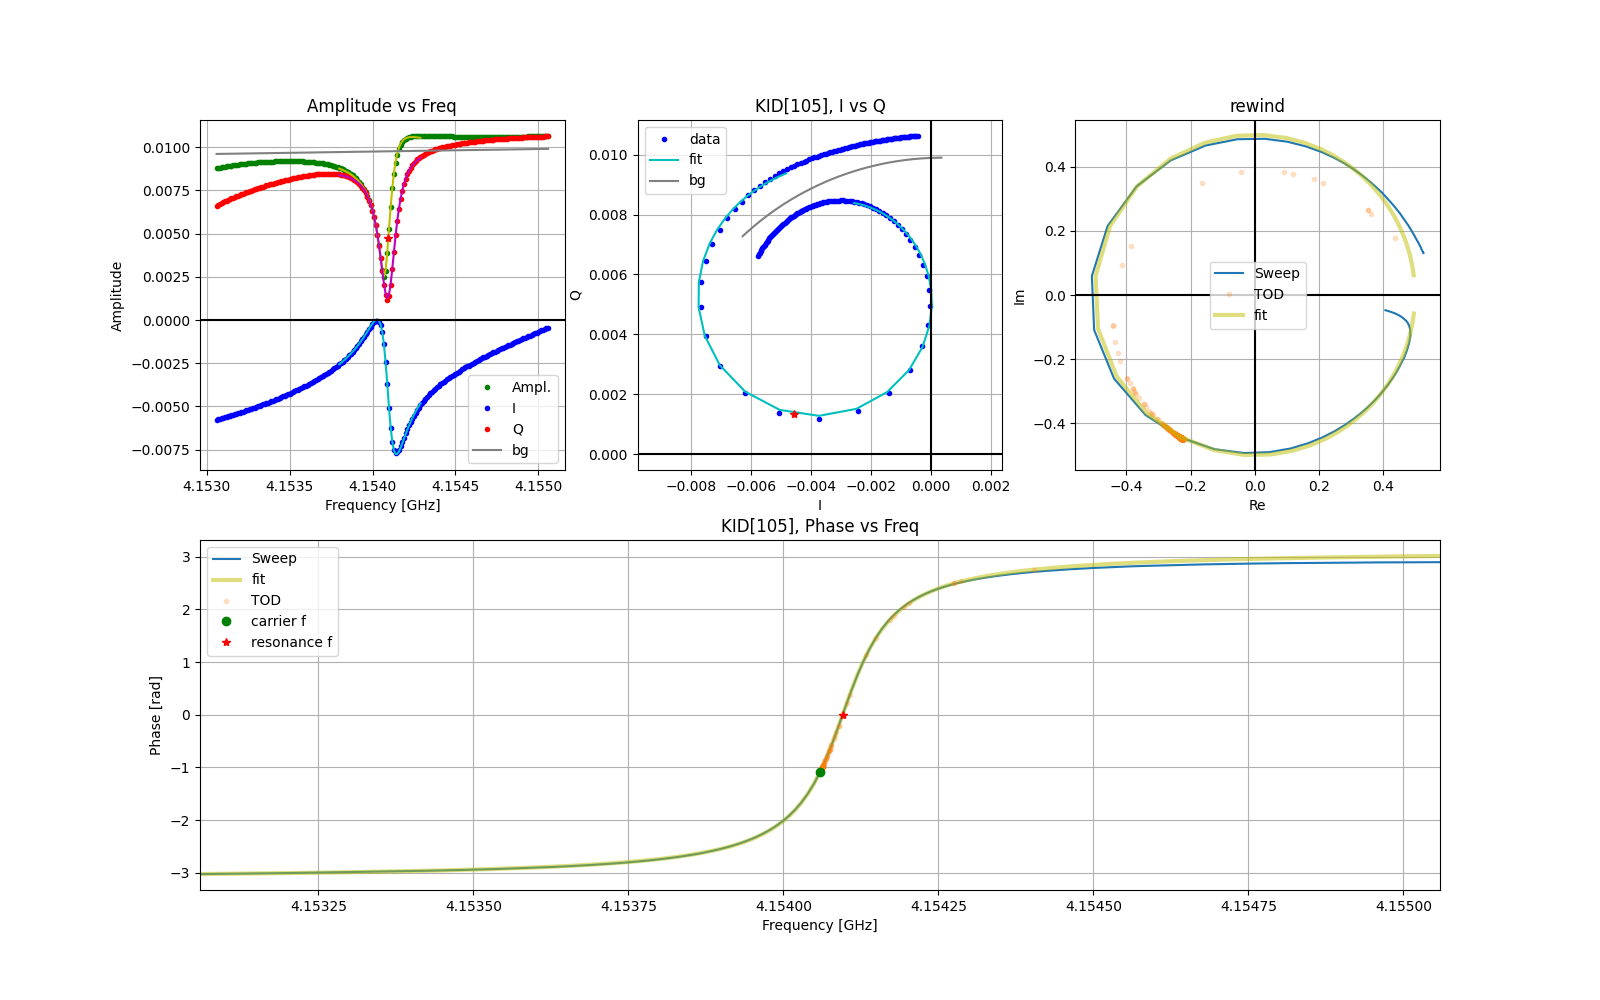 Amplitude vs Freq
Amplitude
0.0100
0.0075
0.0050
0.0025
0.0000
−0.0025
−0.0050
−0.0075
Ampl.
I
Q
bg
4.1530 4.1535 4.1540 4.1545 4.1550
Frequency [GHz]
KID[105], I vs Q
Q
0.010
0.008
0.006
0.004
0.002
0.000
data
fit
bg
−0.008 −0.006 −0.004 −0.002 0.000 0.002
I
rewind
Im
0.4
0.2
0.0
−0.2
−0.4
Sweep
TOD
fit
−0.4 −0.2 0.0 0.2 0.4
Re
KID[105], Phase vs Freq
Phase [rad]
3
2
1
0
−1
−2
−3
Sweep
fit
TOD
carrier f
resonance f
4.15325 4.15350 4.15375 4.15400 4.15425 4.15450 4.15475 4.15500
Frequency [GHz]